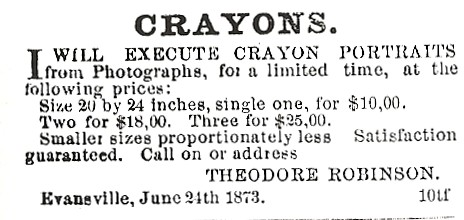 CRAYONS.
I WILL EXECUTE CRAYON PORTRAITS
from Photographs, for a limited time, at the
following prices:
Size 20 by 24 inches, single one, for $10,00.
Two for $18,00. Three for $25,00.
Smaller sizes proportionately less Satisfaction
guaranteed. Call on or address
THEODORE ROBINSON.
Evansville, June 24th 1873. 10tf